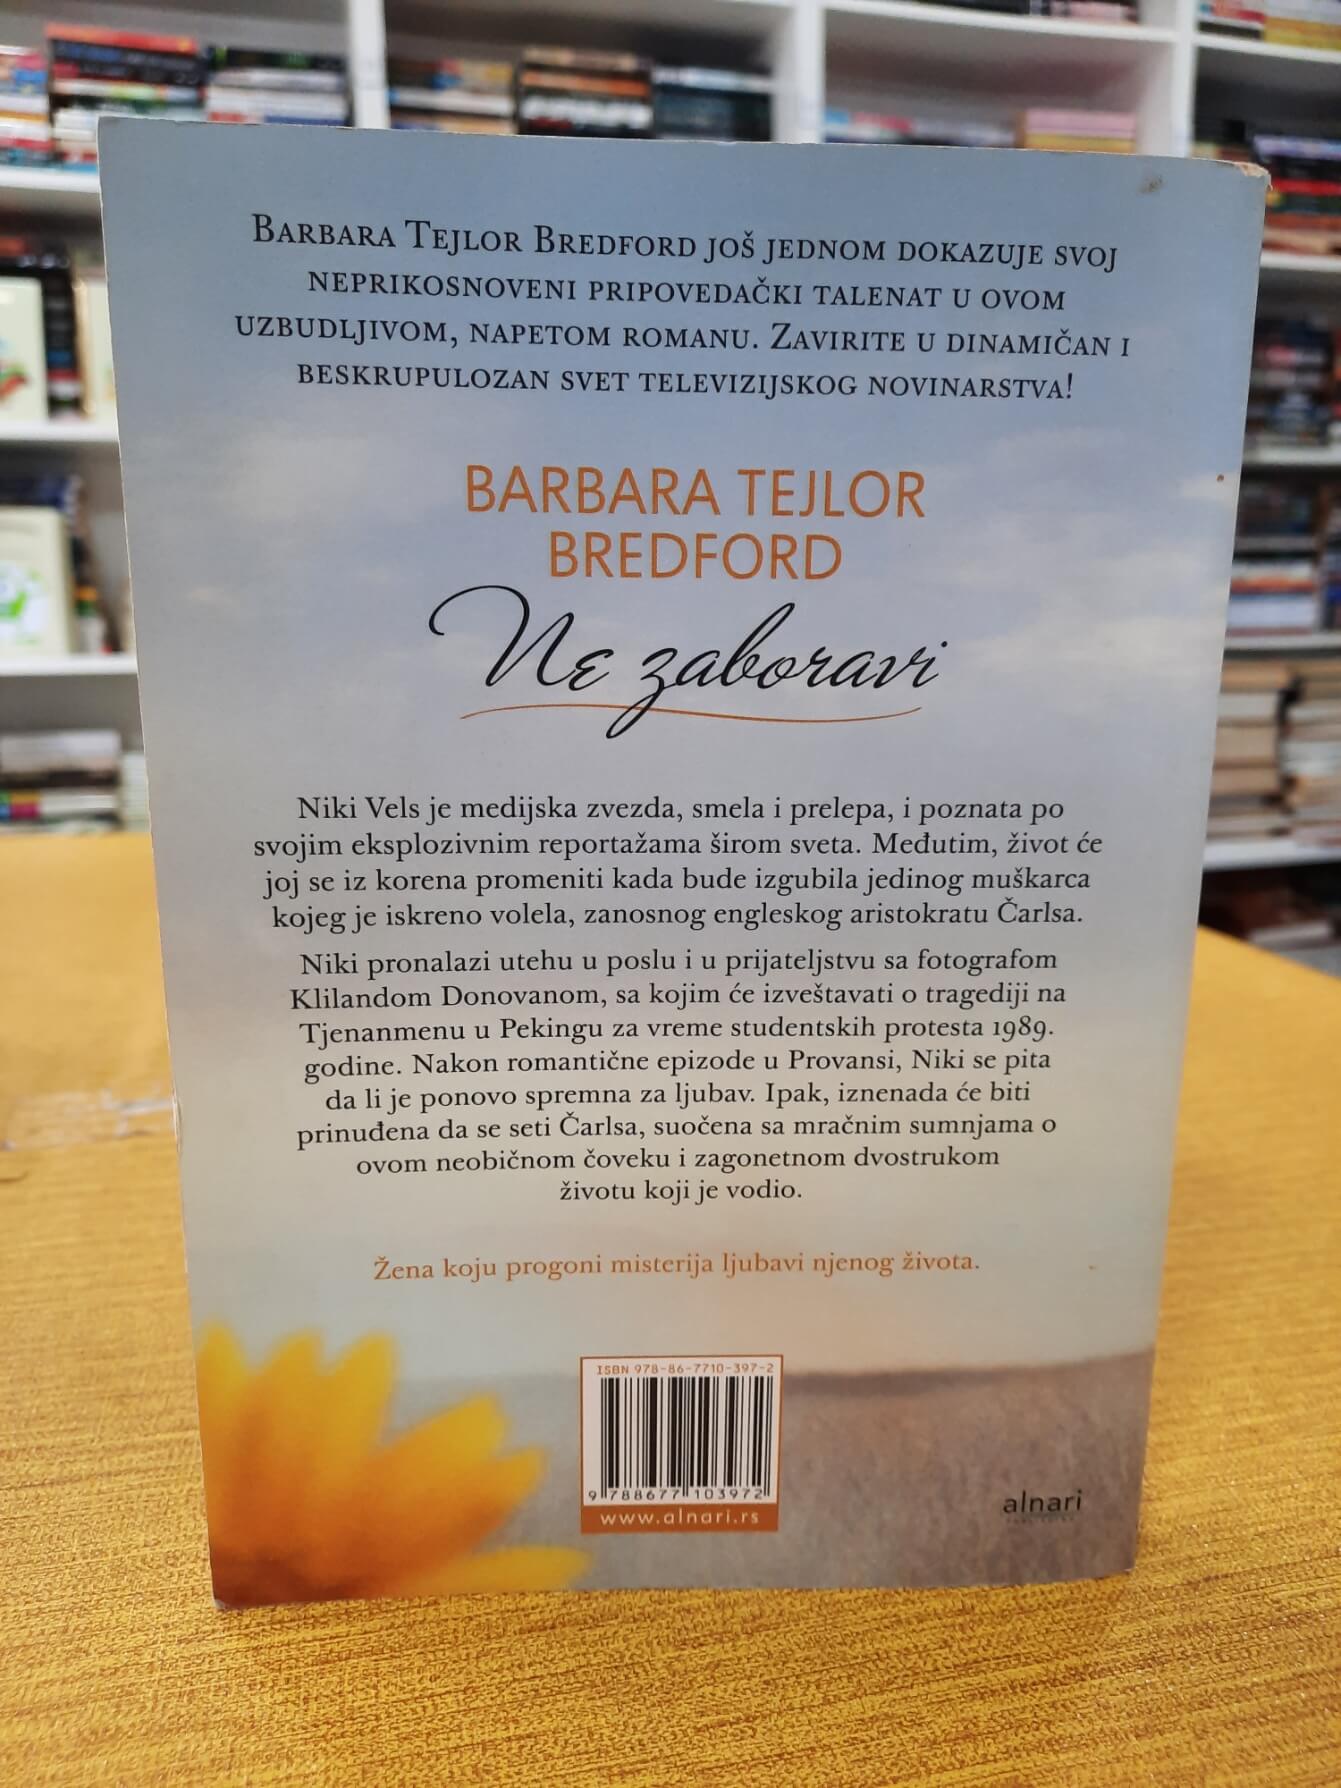 Barbara Tejlor Bredford još jednom dokazuje svoj
neprikosnoveni pripovedački talenat u ovom
uzbudljivom, napetom romanu. Zavirite u dinamičan i
beskrupulozan svet televizijskog novinarstva!
BARBARA TEJLOR
BREDFORD
Ne zaboravi
Niki Vels je medijska zvezda, smela i prelepa, i poznata po
svojim eksplozivnim reportažama širom sveta. Međutim, život će
joj se iz korena promeniti kada bude izgubila jedinog muškarca
kojeg je iskreno volela, zanosnog engleskog aristokratu Čarlsa.
Niki pronalazi utehu u poslu i u prijateljstvu sa fotografom
Klilandom Donovanom, sa kojim će izveštavati o tragediji na
Tjenanmenu u Pekingu za vreme studentskih protesta 1989.
godine. Nakon romantične epizode u Provansi, Niki se pita
da li je ponovo spremna za ljubav. Ipak, iznenada će biti
prinuđena da se seti Čarlsa, suočena sa mračnim sumnjama o
ovom neobičnom čoveku i zagonetnom dvostrukom
životu koji je vodio.
Žena koju progoni misterija ljubavi njenog života.
ISBN 978-86-7710-397-2
9 788677 103972
www.alnari.rs
alnari